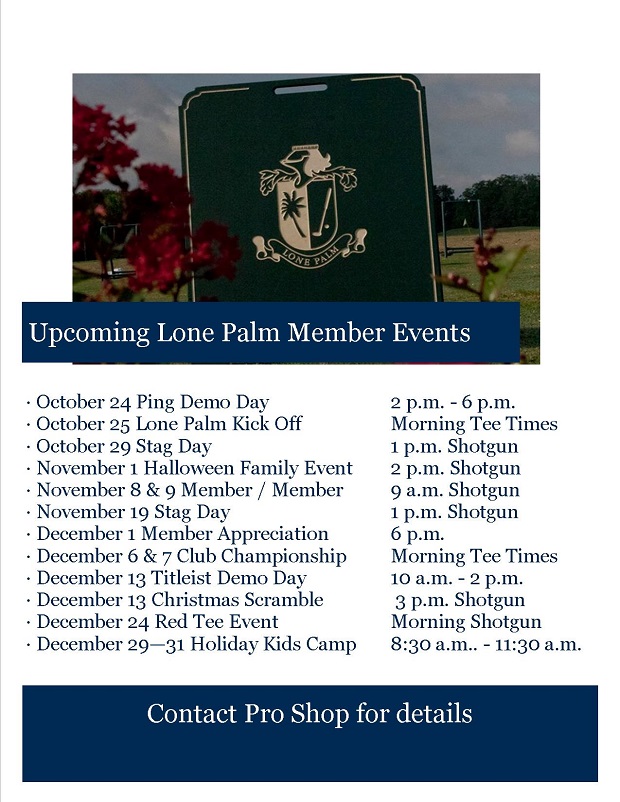 LONE PALM
Upcoming Lone Palm Member Events
· October 24 Ping Demo Day 2 p.m. - 6 p.m.
· October 25 Lone Palm Kick Off Morning Tee Times
· October 29 Stag Day 1 p.m. Shotgun
· November 1 Halloween Family Event 2 p.m. Shotgun
· November 8 & 9 Member / Member 9 a.m. Shotgun
· November 19 Stag Day 1 p.m. Shotgun
· December 1 Member Appreciation 6 p.m.
· December 6 & 7 Club Championship Morning Tee Times
· December 13 Titleist Demo Day 10 a.m. - 2 p.m.
· December 13 Christmas Scramble 3 p.m. Shotgun
· December 24 Red Tee Event Morning Shotgun
· December 29—31 Holiday Kids Camp 8:30 a.m.. - 11:30 a.m.
Contact Pro Shop for details